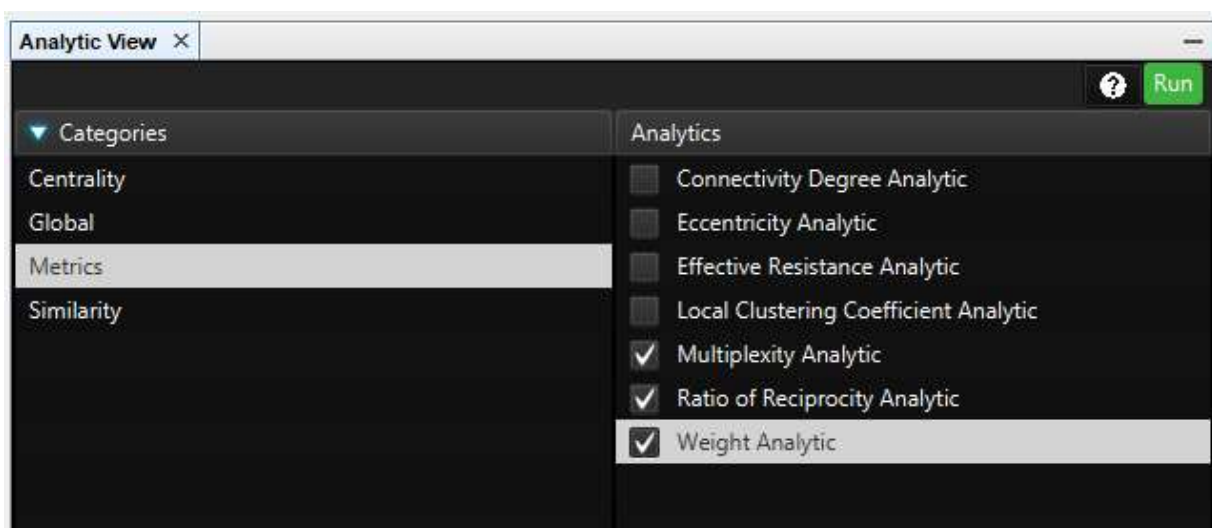 Analytic View
Run
Categories
Analytics
Centrality
Connectivity Degree Analytic
Global
Eccentricity Analytic
Metrics
Effective Resistance Analytic
Similarity
Local Clustering Coefficient Analytic
Multiplexity Analytic
Ratio of Reciprocity Analytic
Weight Analytic